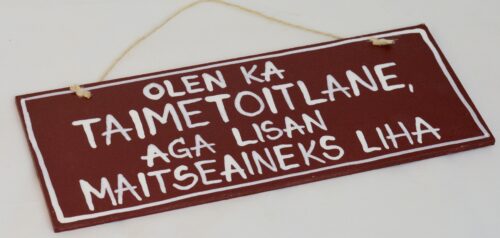 OLEN KA
TAIMETOITLANE,
AGA LISAN
MAITSEAINEKS LIHA